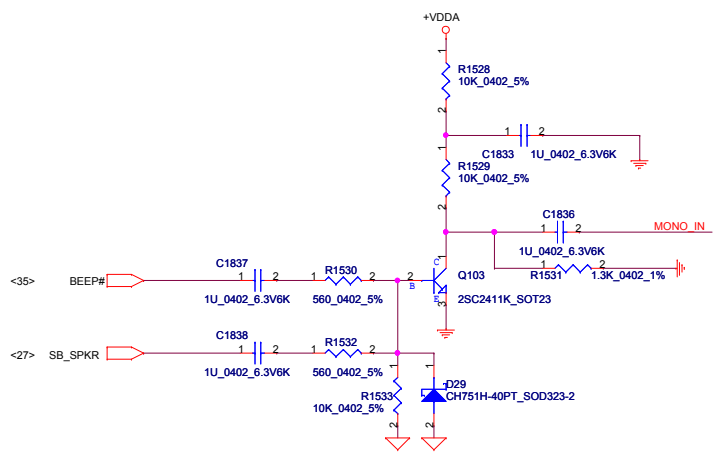 +VDDA
1
R1528
10K_0402_5%
2
1
2
C1833
1U_0402_6.3V6K
1
R1529
10K_0402_5%
2
C1836
1
2
MONO_IN
1U_0402_6.3V6K
1
2
R1531
1.3K_0402_1%
<35>
BEEP#
C1837
1
2
1U_0402_6.3V6K
R1530
1
2
560_0402_5%
2
B
C
1
E
3
Q103
2SC2411K_SOT23
<27>
SB_SPKR
C1838
1
2
1U_0402_6.3V6K
R1532
1
2
560_0402_5%
1
R1533
10K_0402_5%
2
1
D29
CH751H-40PT_SOD323-2
2